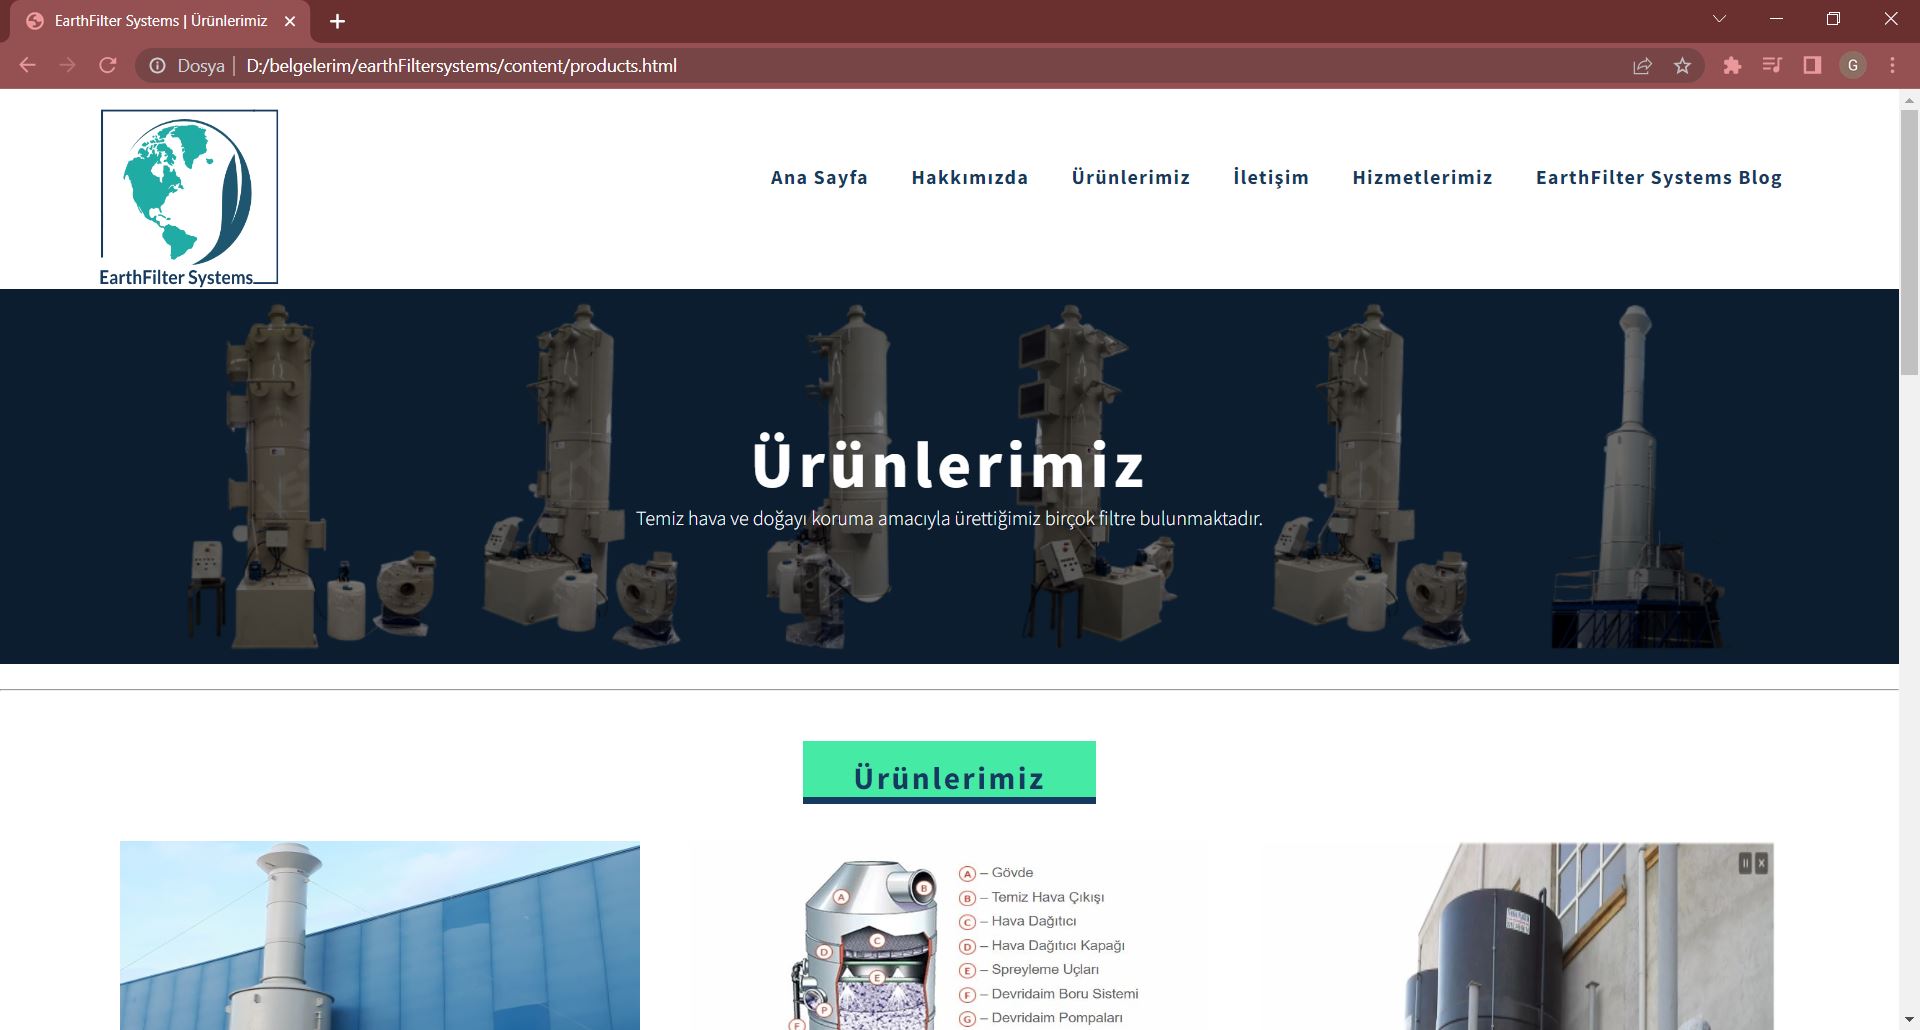 EarthFilter Systems | Ürünlerimiz
Dosya | D:/belgelerim/earthFiltersystems/content/products.html
G
EarthFilter Systems
Ana Sayfa Hakkımızda Ürünlerimiz İletişim Hizmetlerimiz EarthFilter Systems Blog
Ürünlerimiz
Temiz hava ve doğayı koruma amacıyla ürettiğimiz birçok filtre bulunmaktadır.
Ürünlerimiz
A B C D E P F
A – Gövde
B – Temiz Hava Çıkışı
C – Hava Dağıtıcı
D – Hava Dağıtıcı Kapağı
E – Spreyleme Uçları
F – Devridaim Boru Sistemi
G – Devridaim Pompaları